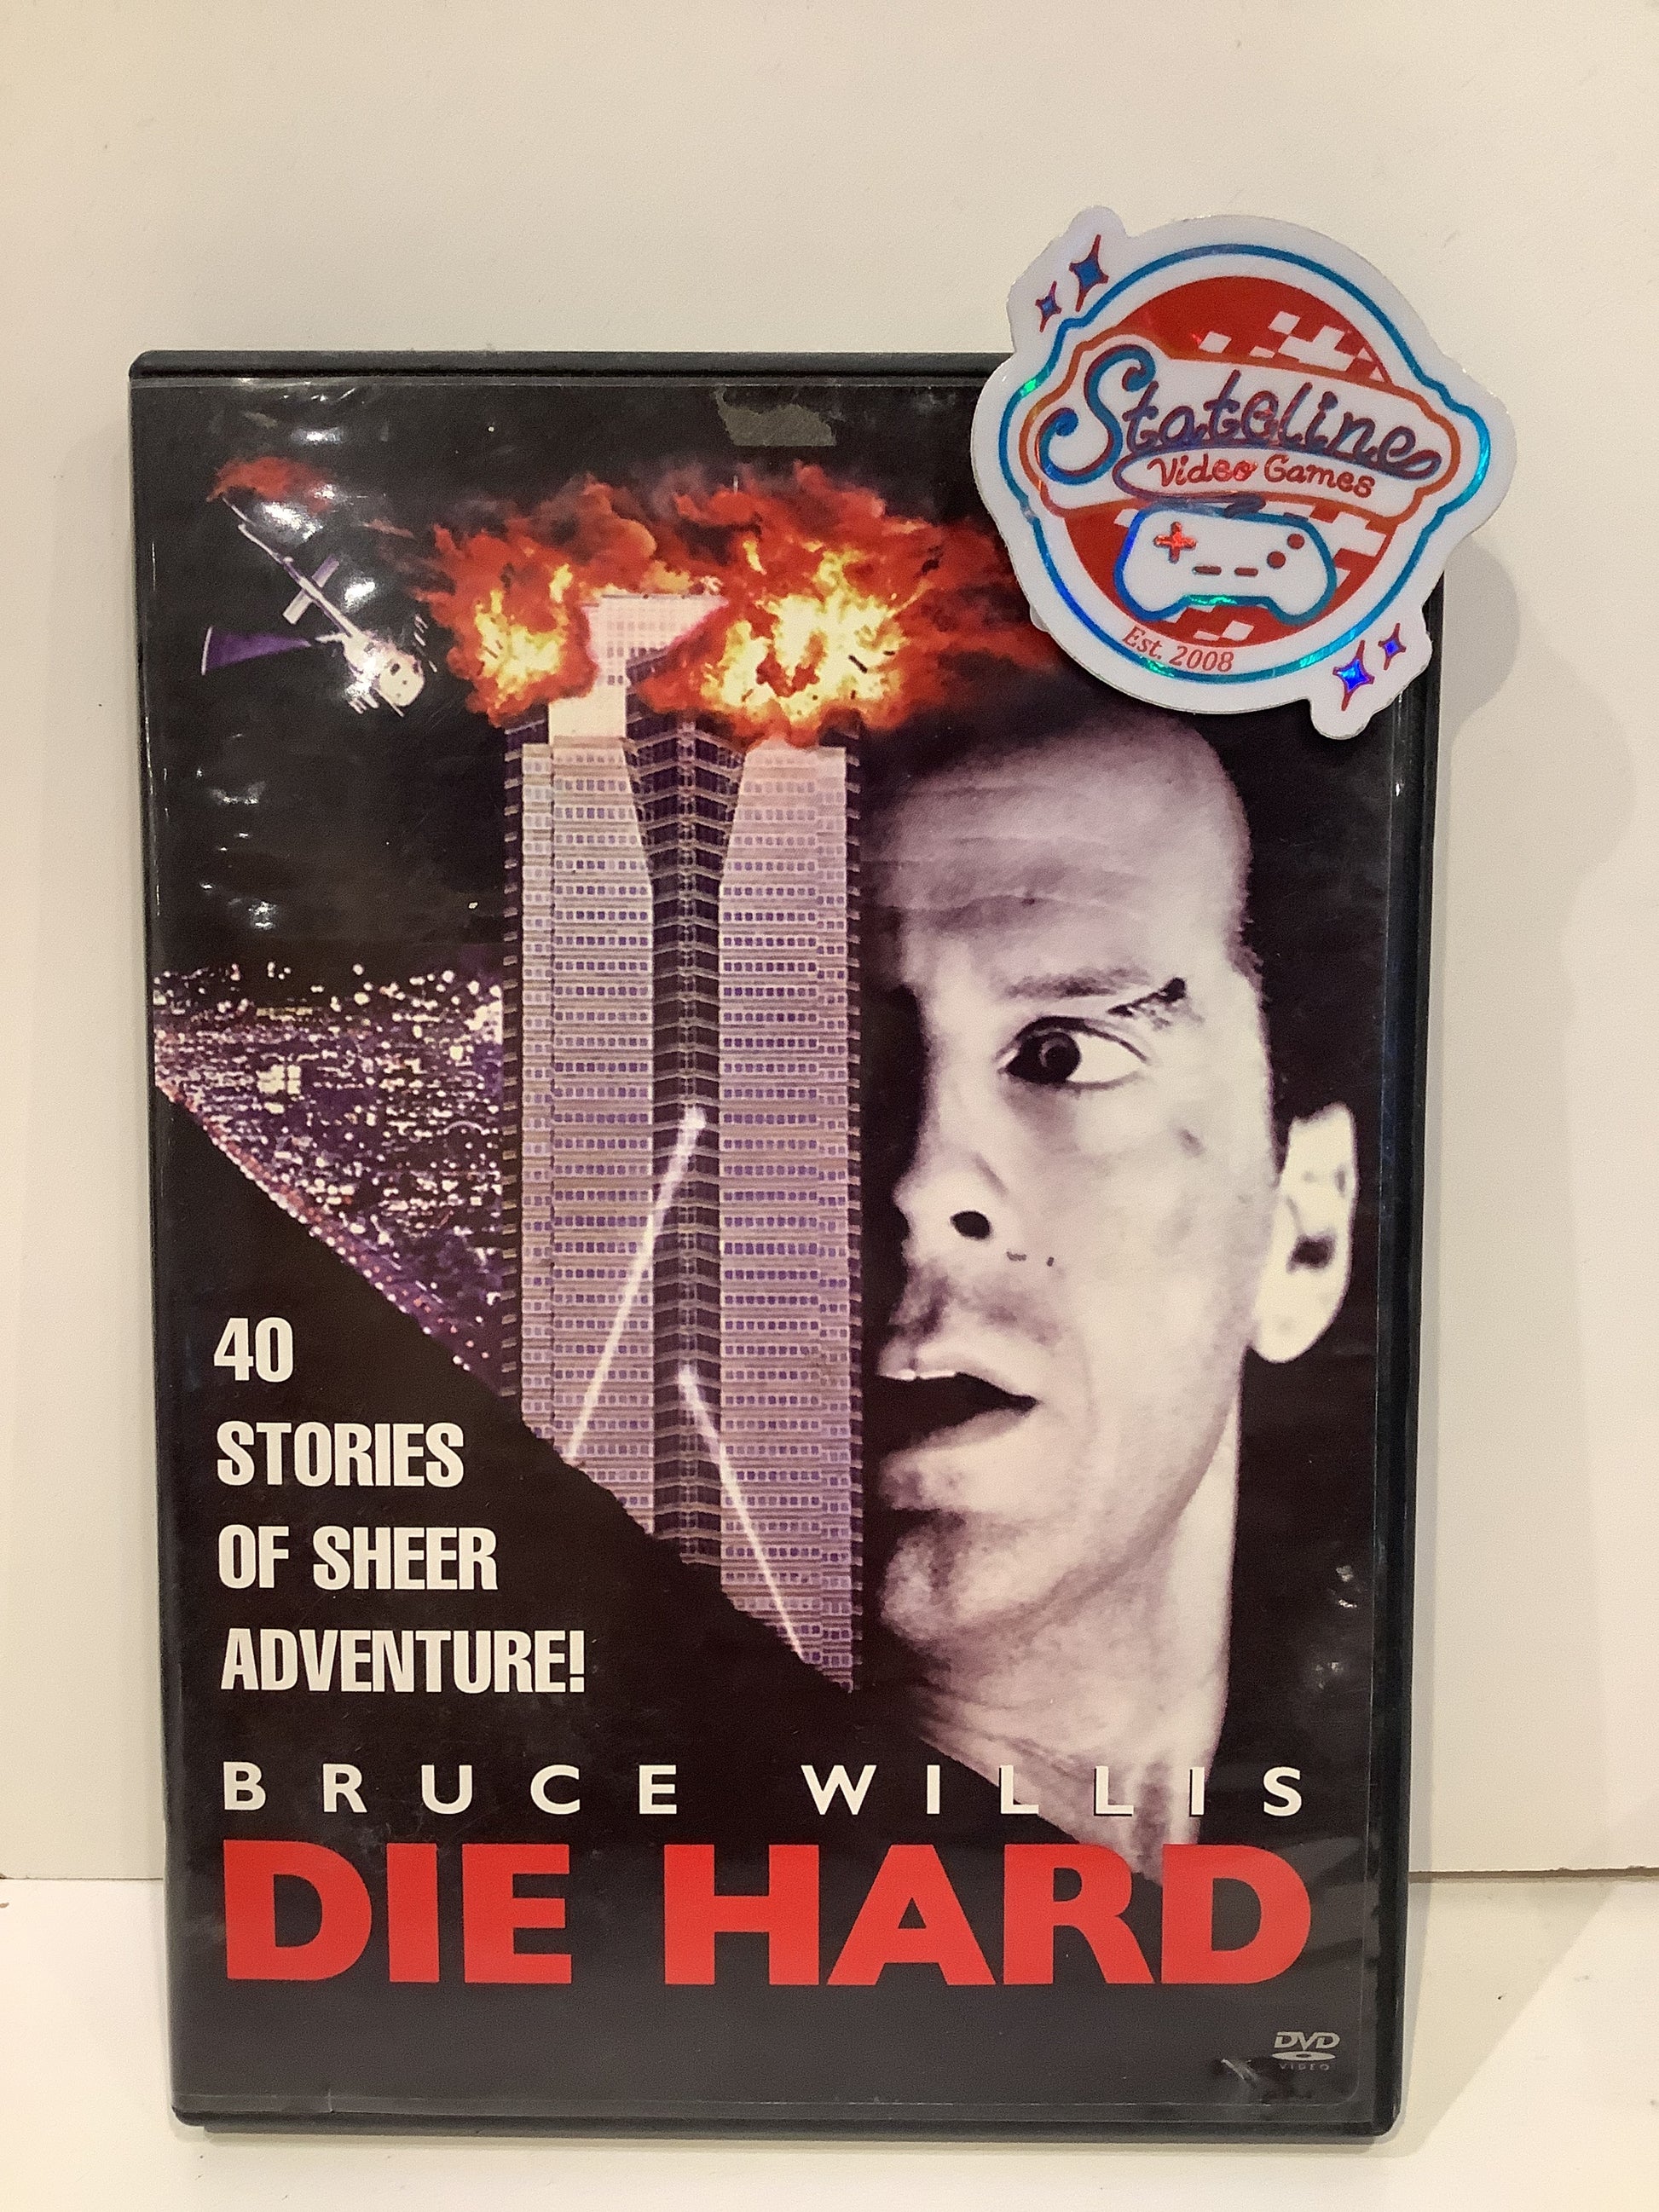 Stateline
Video Games
Est. 2008
40
STORIES
OF SHEER
ADVENTURE!
BRUCE WILLIS
DIE HARD
DVD
VIDEO